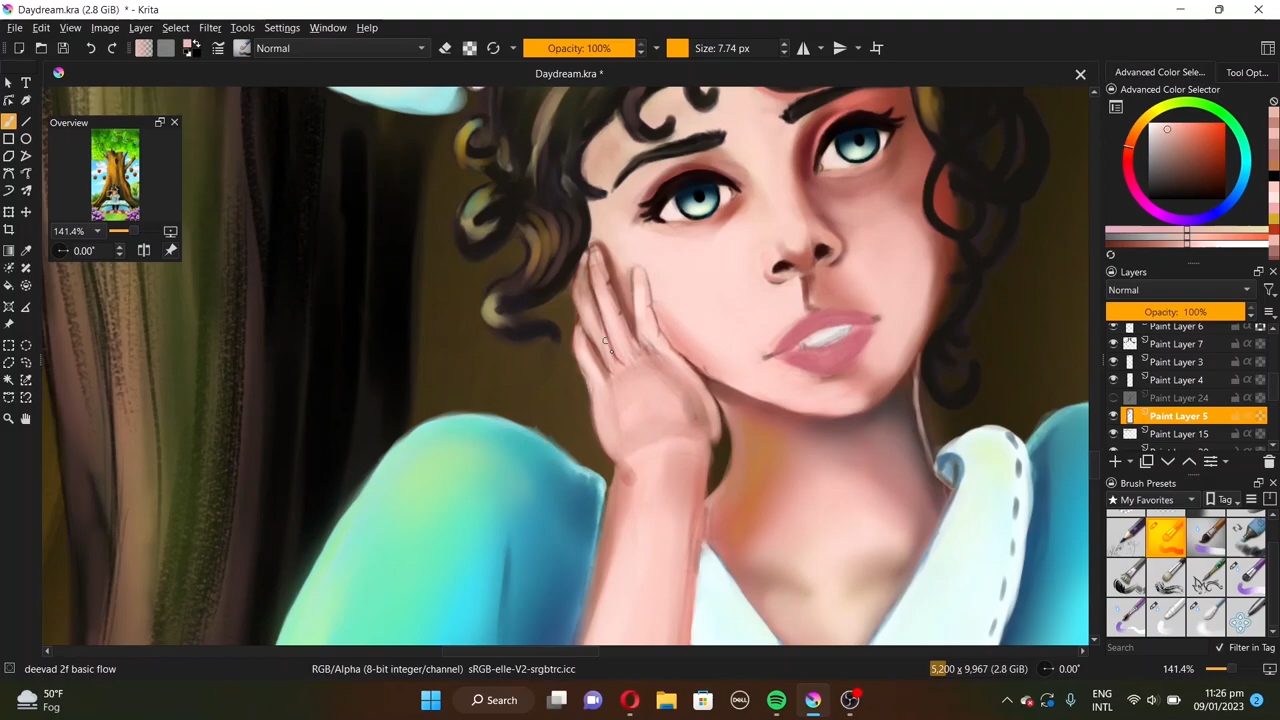 Daydream.kra (2.8 GiB) * - Krita
File Edit View Image Layer Select Filter Tools Settings Window Help
Normal
Opacity: 100%
Size: 7.74 px
Daydream.kra *
Advanced Color Sele...
Tool Opt...
Advanced Color Selector
Overview
141.4%
0.00°
Layers
Normal
Opacity: 100%
Paint Layer 6
Paint Layer 7
Paint Layer 3
Paint Layer 4
Paint Layer 24
Paint Layer 5
Paint Layer 15
Brush Presets
My Favorites
Tag
Search
Filter in Tag
deevad 2f basic flow
RGB/Alpha (8-bit integer/channel) sRGB-elle-V2-srgbtrc.icc
5,200 x 9,967 (2.8 GiB)
0.00°
141.4%
50°F
Fog
Search
DELL
ENG
INTL
11:26 pm
09/01/2023
2